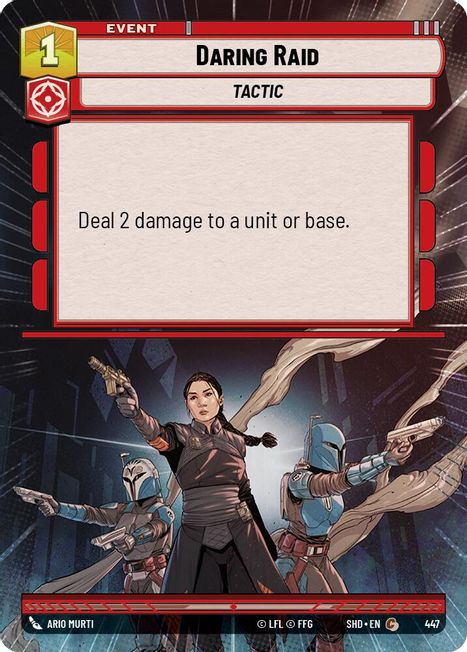 EVENT
1
DARING RAID
TACTIC
Deal 2 damage to a unit or base.
ARIO MURTI
© LFL © FFG
SHD • EN
C
447